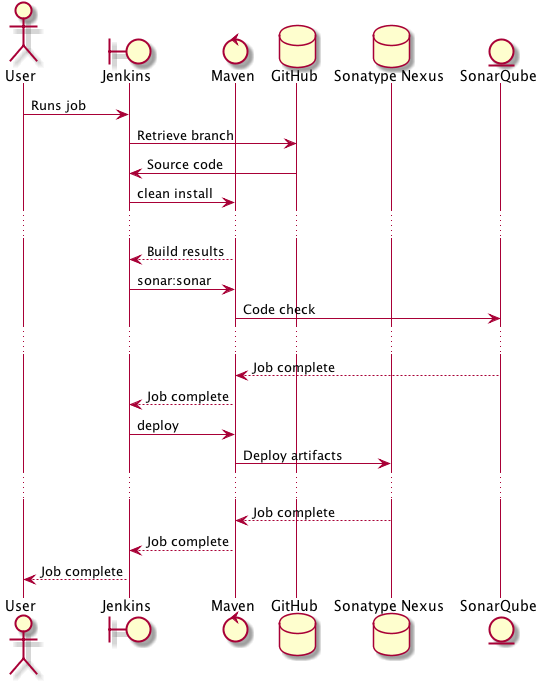 User Jenkins Maven GitHub Sonatype Nexus SonarQube
Runs job
Retrieve branch
Source code
clean install
Build results
sonar:sonar
Code check
Job complete
Job complete
deploy
Deploy artifacts
Job complete
Job complete
Job complete
User Jenkins Maven GitHub Sonatype Nexus SonarQube